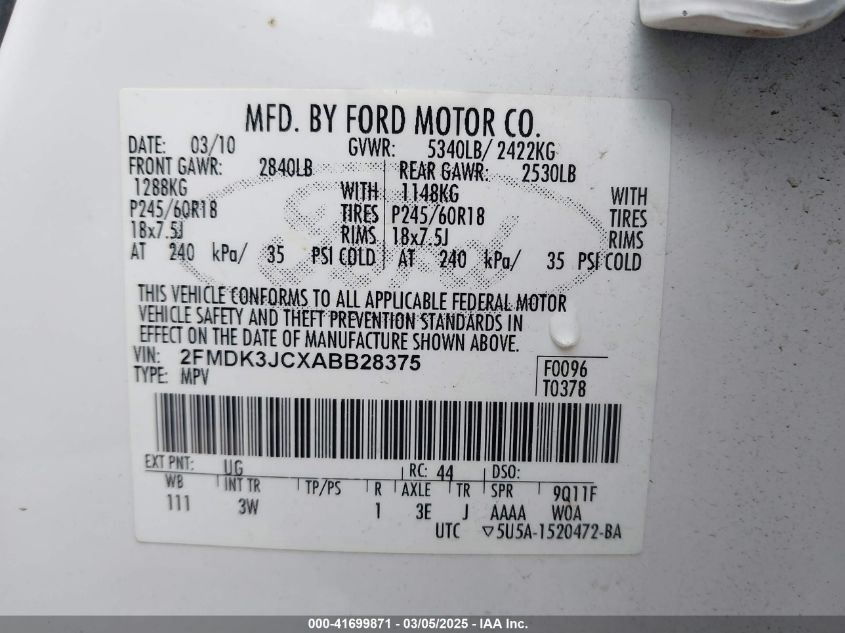 MFD. BY FORD MOTOR CO.
DATE: 03/10 GVWR: 5340LB/ 2422KG
FRONT GAWR: 2840LB REAR GAWR: 2530LB
1288KG WITH 1148KG WITH
P245/60R18 TIRES P245/60R18 TIRES
18x7.5J RIMS 18x7.5J RIMS
AT 240 kPa/ 35 PSI COLD AT 240 kPa/ 35 PSI COLD
Ford
THIS VEHICLE CONFORMS TO ALL APPLICABLE FEDERAL MOTOR
VEHICLE SAFETY AND THEFT PREVENTION STANDARDS IN
EFFECT ON THE DATE OF MANUFACTURE SHOWN ABOVE.
VIN: 2FMDK3JCXABB28375 F0096
TYPE: MPV T0378
EXT PNT: UG RC: 44 DSO:
WB INT TR TP/PS R AXLE TR SPR 9Q11F
111 3W 1 3E J AAAA WOA
UTC ▽5U5A-1520472-BA
000-41699871 - 03/05/2025 - IAA Inc.